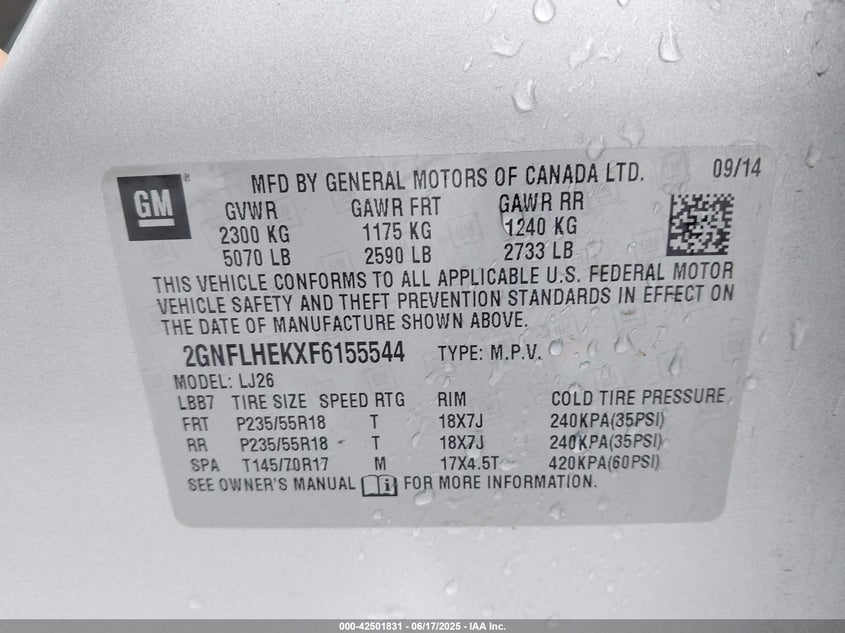 GM ® MFD BY GENERAL MOTORS OF CANADA LTD. 09/14
GVWR GAWR FRT GAWR RR
2300 KG 1175 KG 1240 KG
5070 LB 2590 LB 2733 LB
THIS VEHICLE CONFORMS TO ALL APPLICABLE U.S. FEDERAL MOTOR
VEHICLE SAFETY AND THEFT PREVENTION STANDARDS IN EFFECT ON
THE DATE OF MANUFACTURE SHOWN ABOVE.
2GNFLHEKXF6155544 TYPE: M.P.V.
MODEL: LJ26
LBB7 TIRE SIZE SPEED RTG RIM COLD TIRE PRESSURE
FRT P235/55R18 T 18X7J 240KPA(35PSI)
RR P235/55R18 T 18X7J 240KPA(35PSI)
SPA T145/70R17 M 17X4.5T 420KPA(60PSI)
SEE OWNER'S MANUAL FOR MORE INFORMATION.
000-42501831 - 06/17/2025 - IAA Inc.